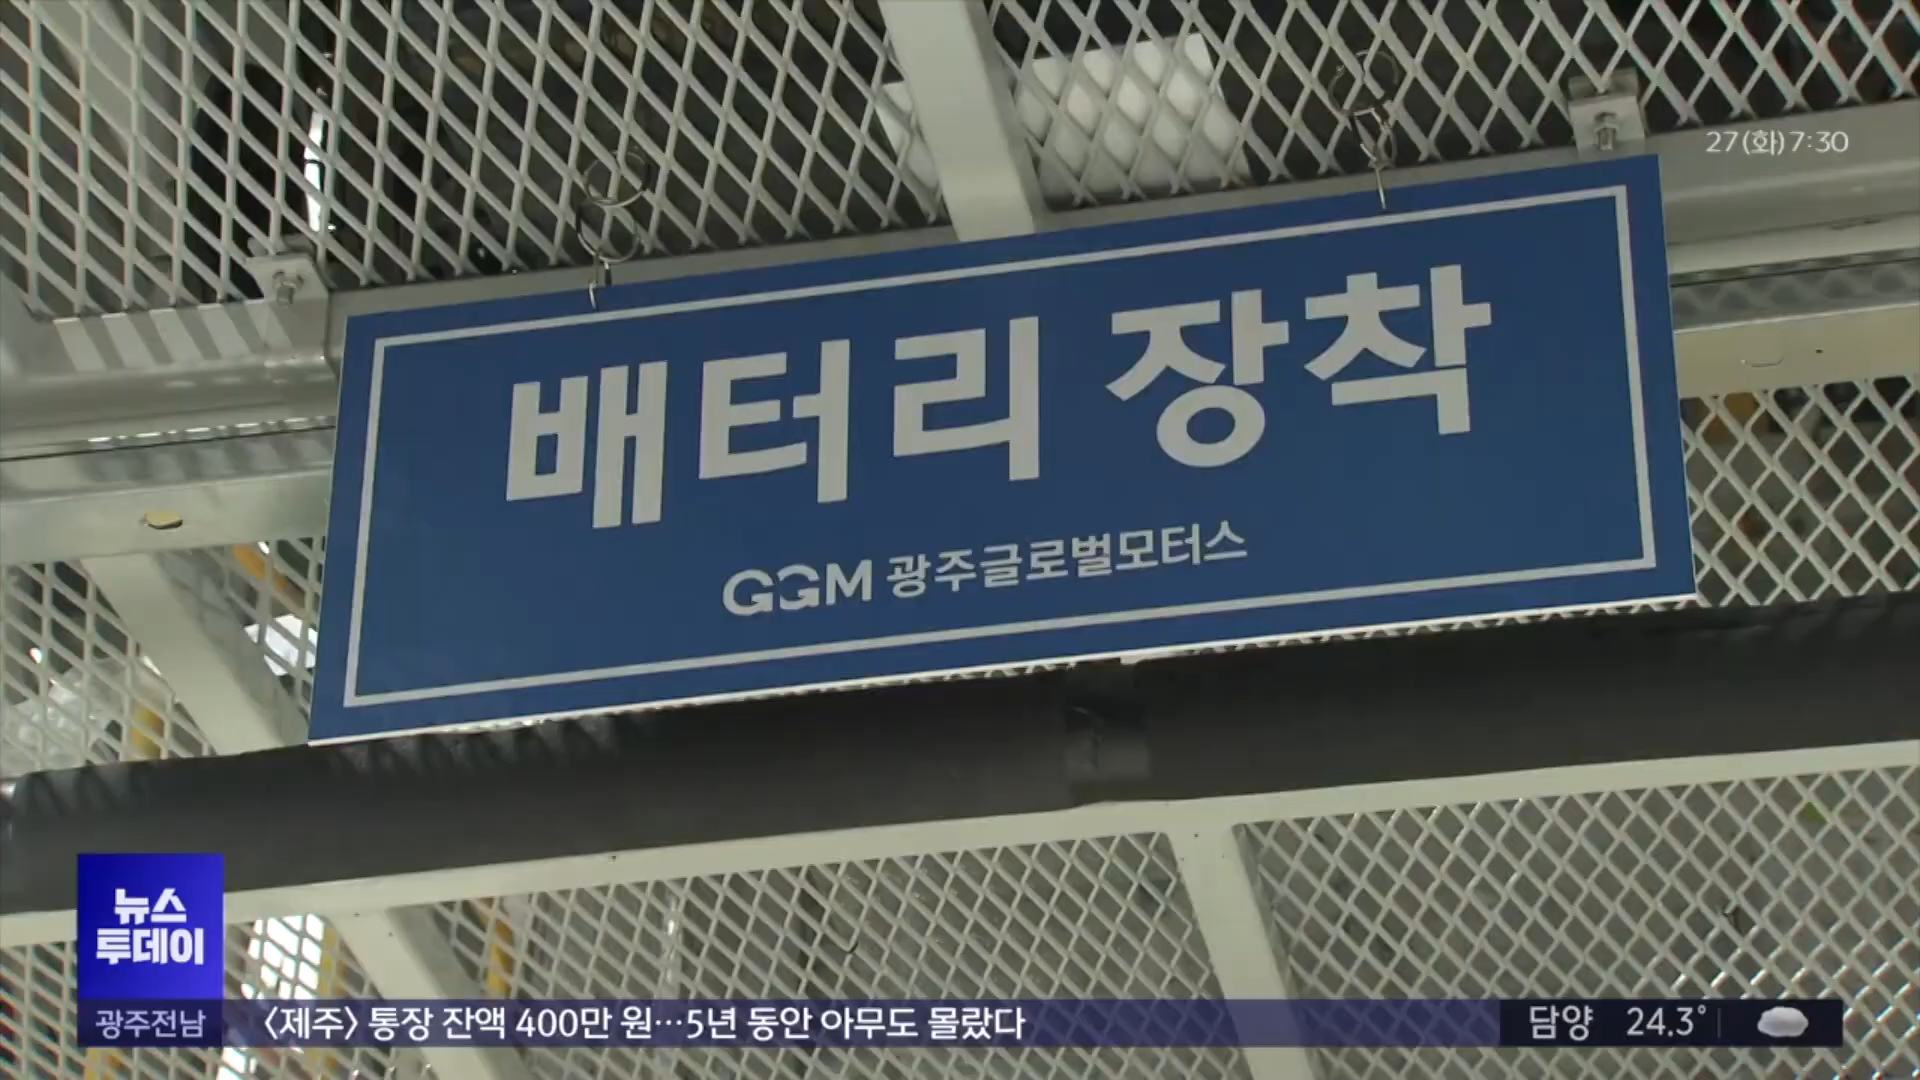 27(화)7:30
배터리 장착
GGM 광주글로벌모터스
뉴스
투데이
광주전남
〈제주〉 통장 잔액 400만 원…5년 동안 아무도 몰랐다
담양 24.3°